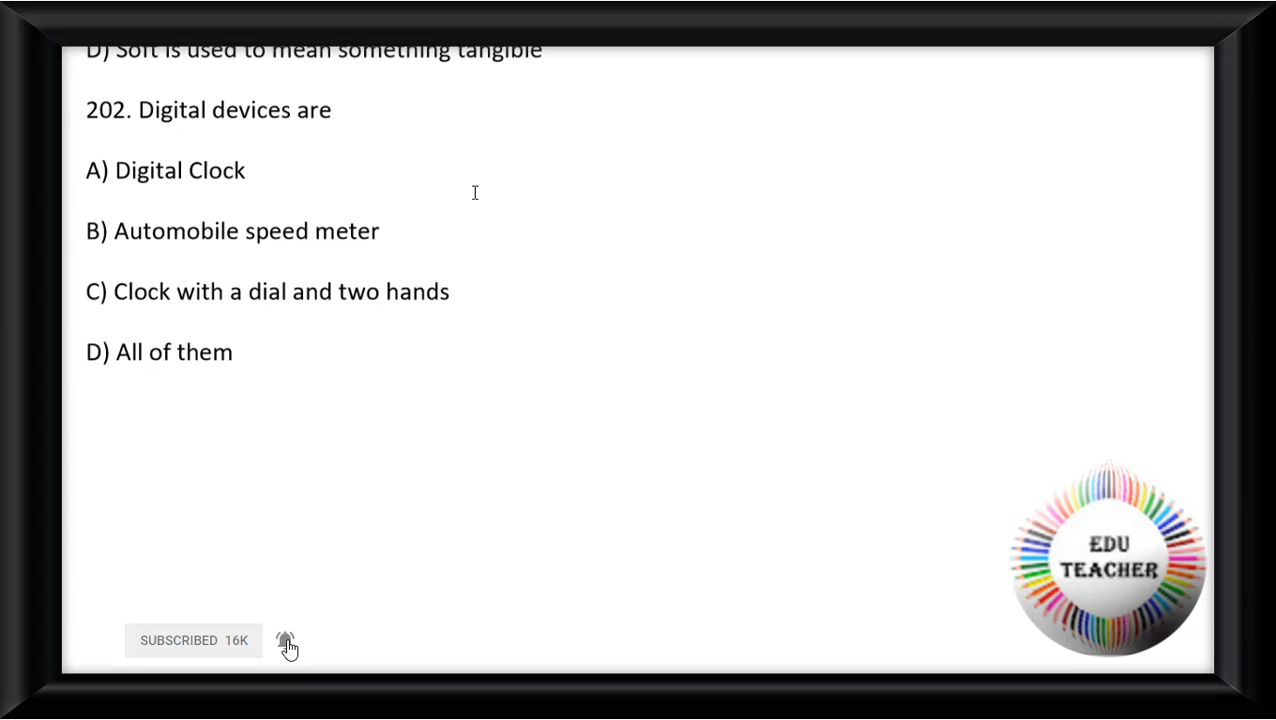 D) Soft is used to mean something tangible
202. Digital devices are
A) Digital Clock
B) Automobile speed meter
C) Clock with a dial and two hands
D) All of them
EDU
TEACHER
SUBSCRIBED 16K